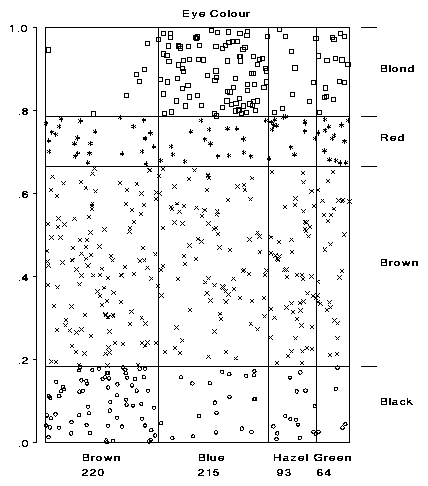 Eye Colour
1.0
Blond
.8
Red
.6
Brown
.4
.2
Black
.0
Brown Blue Hazel Green
220 215 93 64